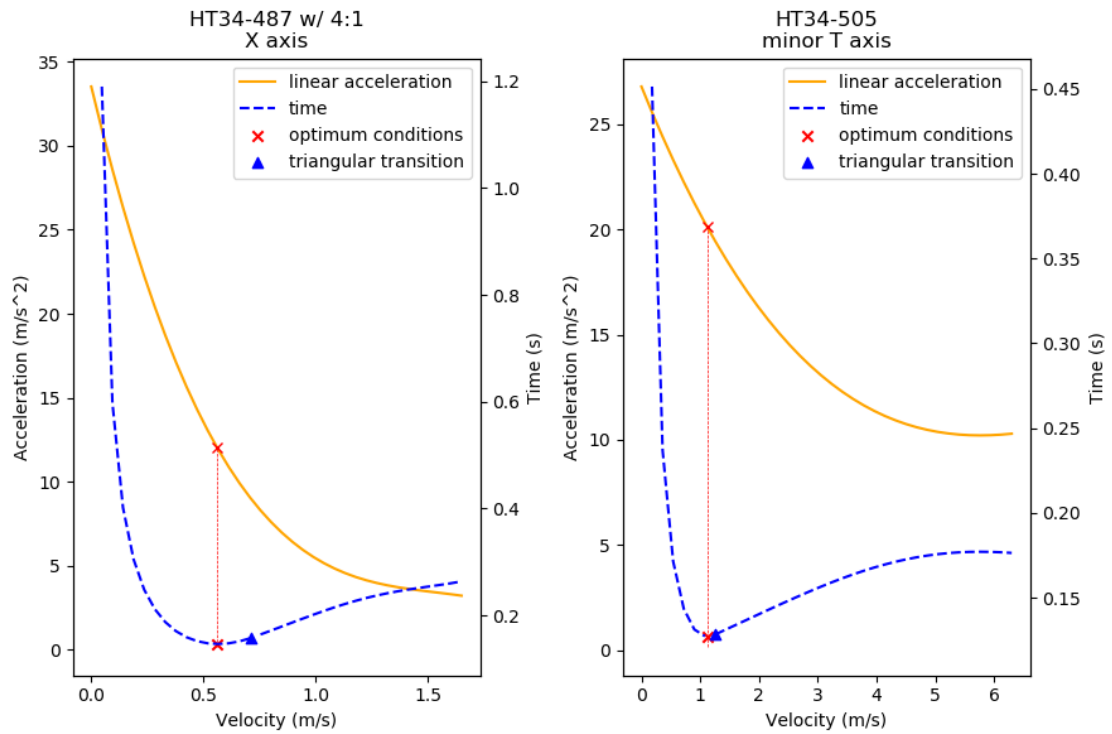 HT34-487 w/ 4:1
X axis
35
30
25
20
15
10
5
0
Acceleration (m/s^2)
linear acceleration
time
optimum conditions
triangular transition
1.2
1.0
0.8
0.6
0.4
0.2
Time (s)
0.0 0.5 1.0 1.5
Velocity (m/s)
HT34-505
minor T axis
25
20
15
10
5
0
Acceleration (m/s^2)
linear acceleration
time
optimum conditions
triangular transition
0.45
0.40
0.35
0.30
0.25
0.20
0.15
Time (s)
0 1 2 3 4 5 6
Velocity (m/s)